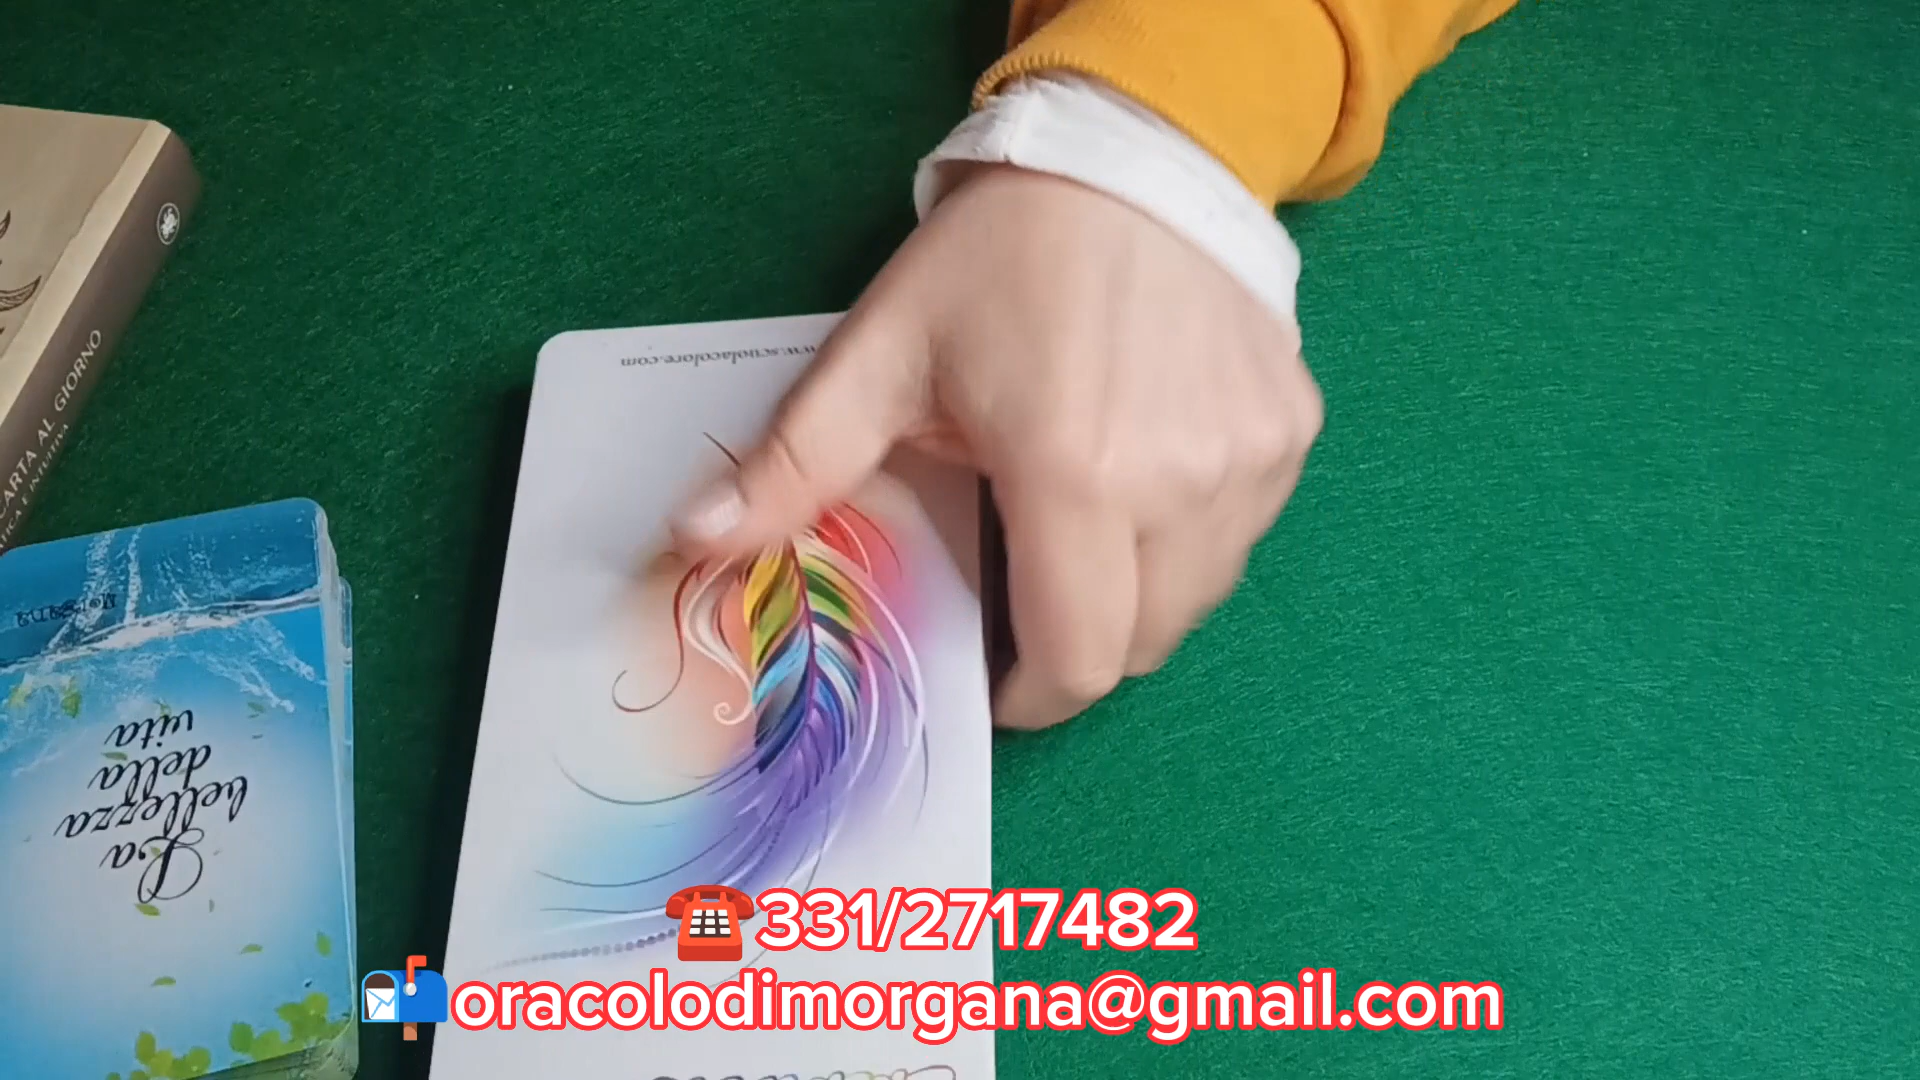 www.scuolacolore.com
CARTA AL GIORNO
Morgana
La
bellezza
della
vita
331/2717482
oracolodimorgana@gmail.com